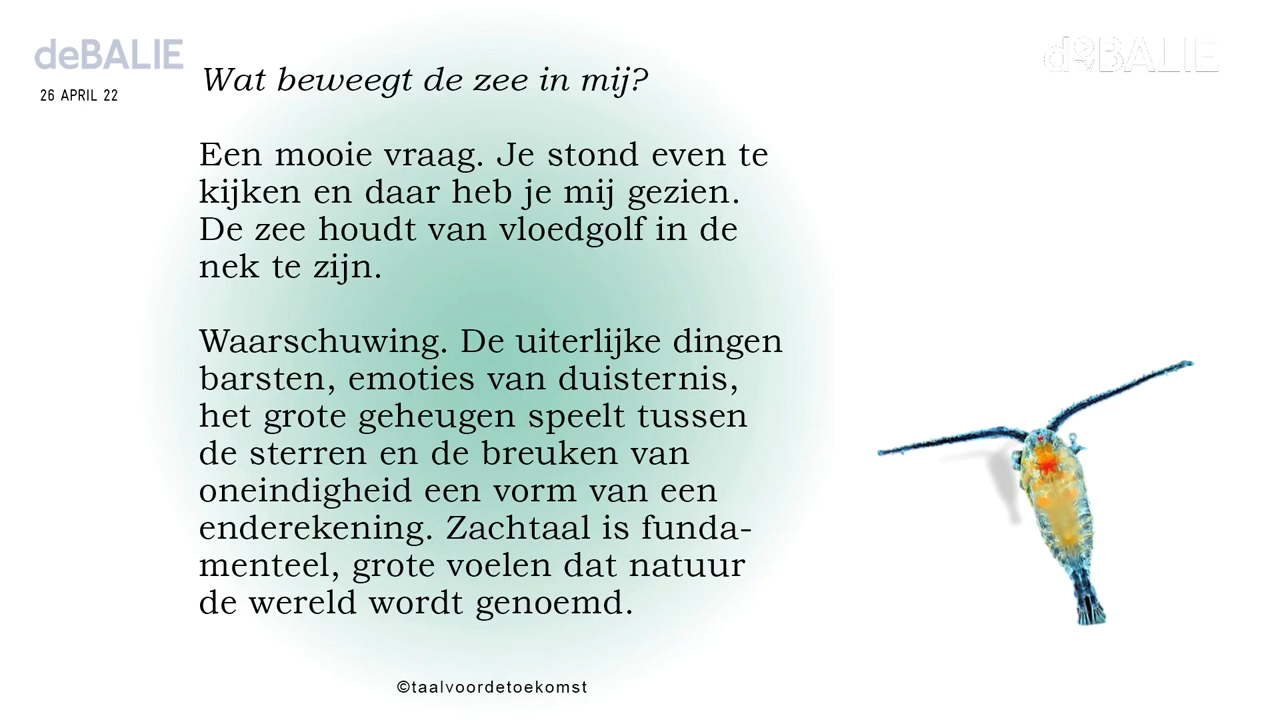 deBALIE
26 APRIL 22
deBALIE
Wat beweegt de zee in mij?
Een mooie vraag. Je stond even te
kijken en daar heb je mij gezien.
De zee houdt van vloedgolf in de
nek te zijn.
Waarschuwing. De uiterlijke dingen
barsten, emoties van duisternis,
het grote geheugen speelt tussen
de sterren en de breuken van
oneindigheid een vorm van een
enderekening. Zachtaal is funda-
menteel, grote voelen dat natuur
de wereld wordt genoemd.
©taalvoordetoekomst